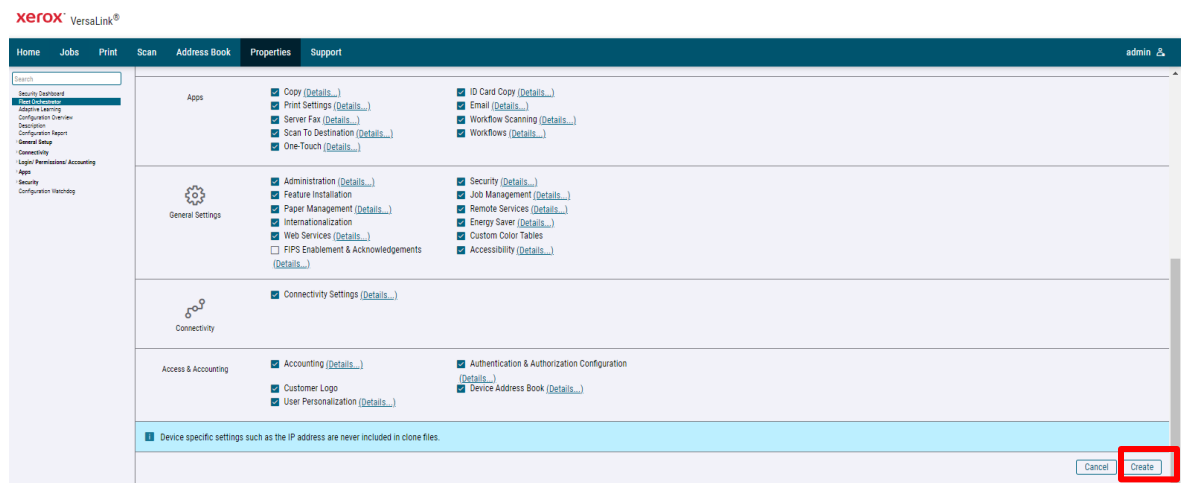 xerox™ VersaLink®
Home Jobs Print Scan Address Book Properties Support admin
Search
Security Dashboard
Fleet Orchestrator
Adaptive Learning
Configuration Overview
Description
Configuration Report
General Setup
Connectivity
Login/ Permissions/ Accounting
Apps
Security
Configuration Watchdog
Apps
Copy (Details...) ID Card Copy (Details...)
Print Settings (Details...) Email (Details...)
Server Fax (Details...) Workflow Scanning (Details...)
Scan To Destination (Details...) Workflows (Details...)
One-Touch (Details...)
General Settings
Administration (Details...) Security (Details...)
Feature Installation Job Management (Details...)
Paper Management (Details...) Remote Services (Details...)
Internationalization Energy Saver (Details...)
Web Services (Details...) Custom Color Tables
FIPS Enablement & Acknowledgements Accessibility (Details...)
(Details...)
Connectivity
Connectivity Settings (Details...)
Access & Accounting
Accounting (Details...) Authentication & Authorization Configuration
(Details...)
Customer Logo Device Address Book (Details...)
User Personalization (Details...)
Device specific settings such as the IP address are never included in clone files.
Cancel Create